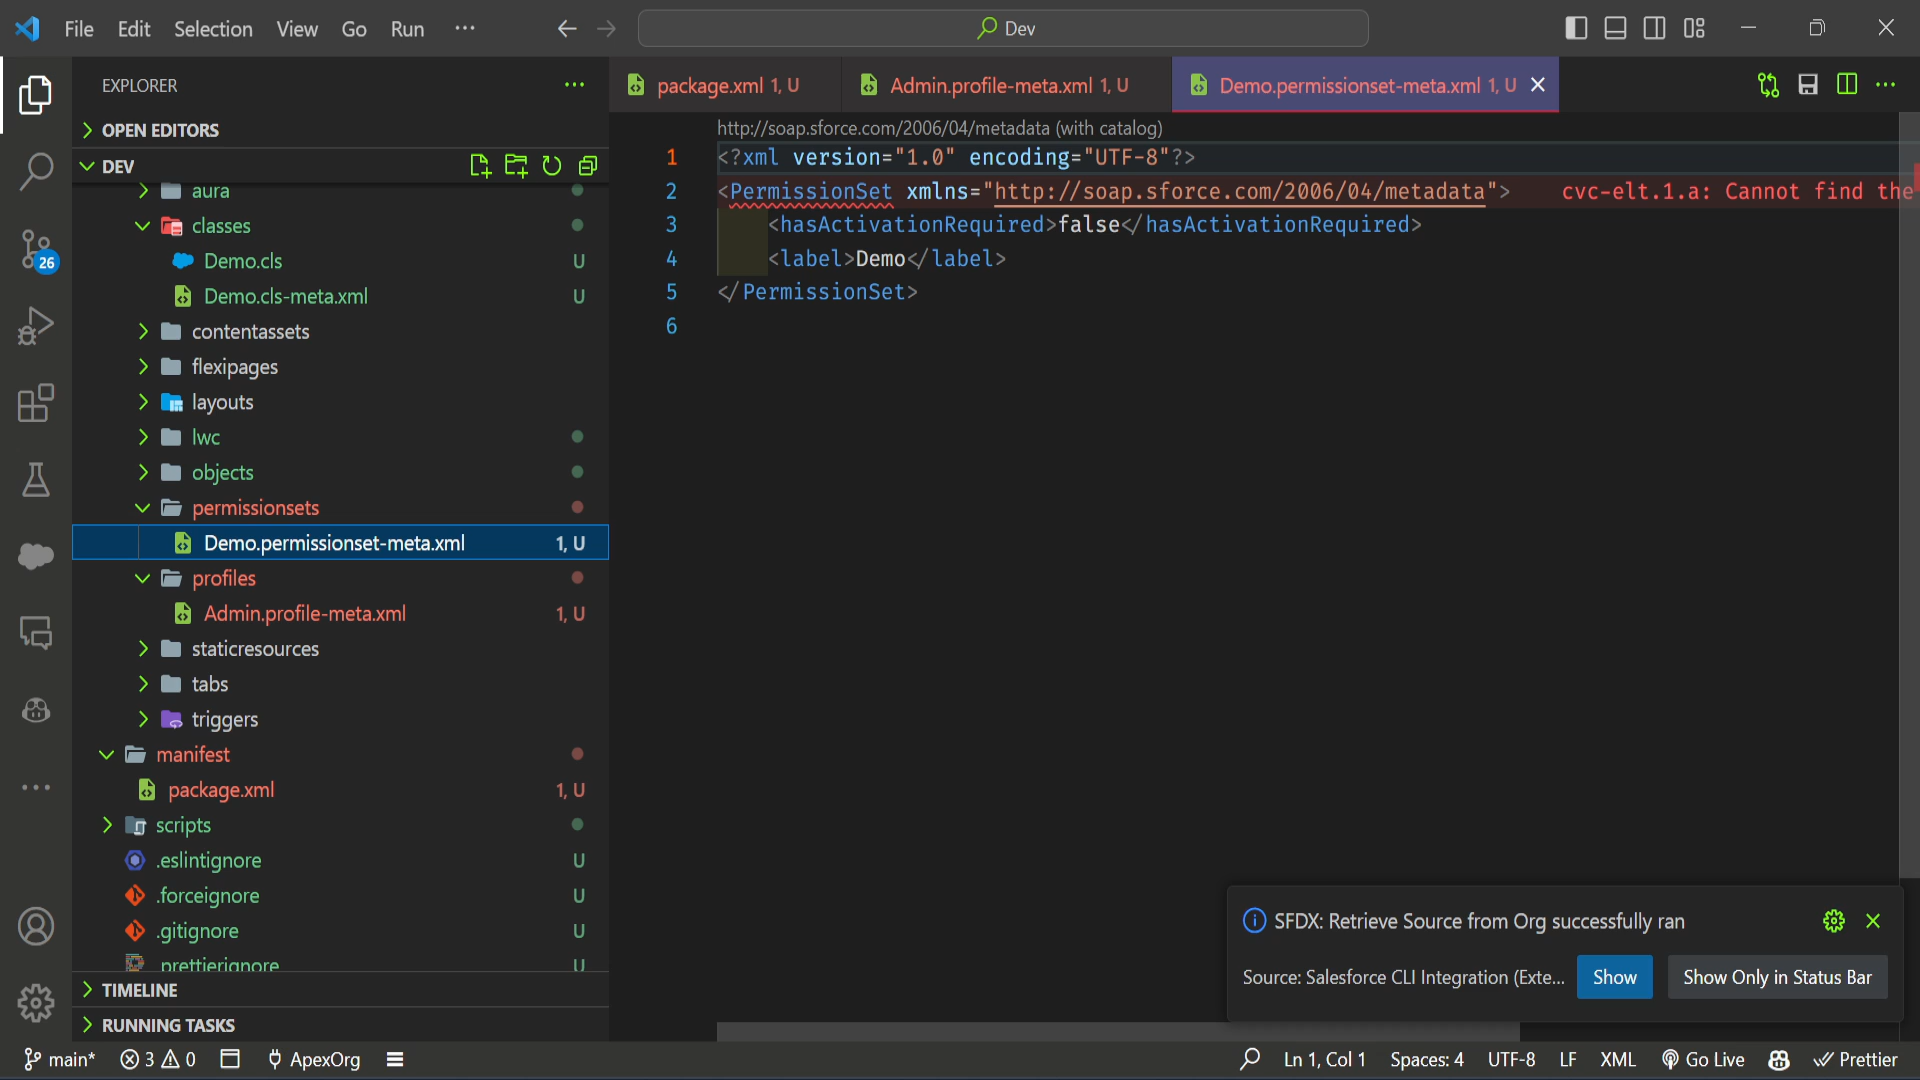 File Edit Selection View Go Run ···
Dev
EXPLORER
OPEN EDITORS
DEV
aura
classes
Demo.cls U
Demo.cls-meta.xml U
contentassets
flexipages
layouts
lwc
objects
permissionsets
Demo.permissionset-meta.xml 1, U
profiles
Admin.profile-meta.xml 1, U
staticresources
tabs
triggers
manifest
package.xml 1, U
scripts
.eslintignore U
.forceignore U
.gitignore U
.prettierignore U
TIMELINE
RUNNING TASKS
26
package.xml 1, U
Admin.profile-meta.xml 1, U
Demo.permissionset-meta.xml 1, U
http://soap.sforce.com/2006/04/metadata (with catalog)
1 <?xml version="1.0" encoding="UTF-8"?>
2 <PermissionSet xmlns="http://soap.sforce.com/2006/04/metadata"> cvc-elt.1.a: Cannot find the
3 <hasActivationRequired>false</hasActivationRequired>
4 <label>Demo</label>
5 </PermissionSet>
6
SFDX: Retrieve Source from Org successfully ran
Source: Salesforce CLI Integration (Exte...
Show
Show Only in Status Bar
main* 3 0 ApexOrg
Ln 1, Col 1 Spaces: 4 UTF-8 LF XML Go Live Prettier